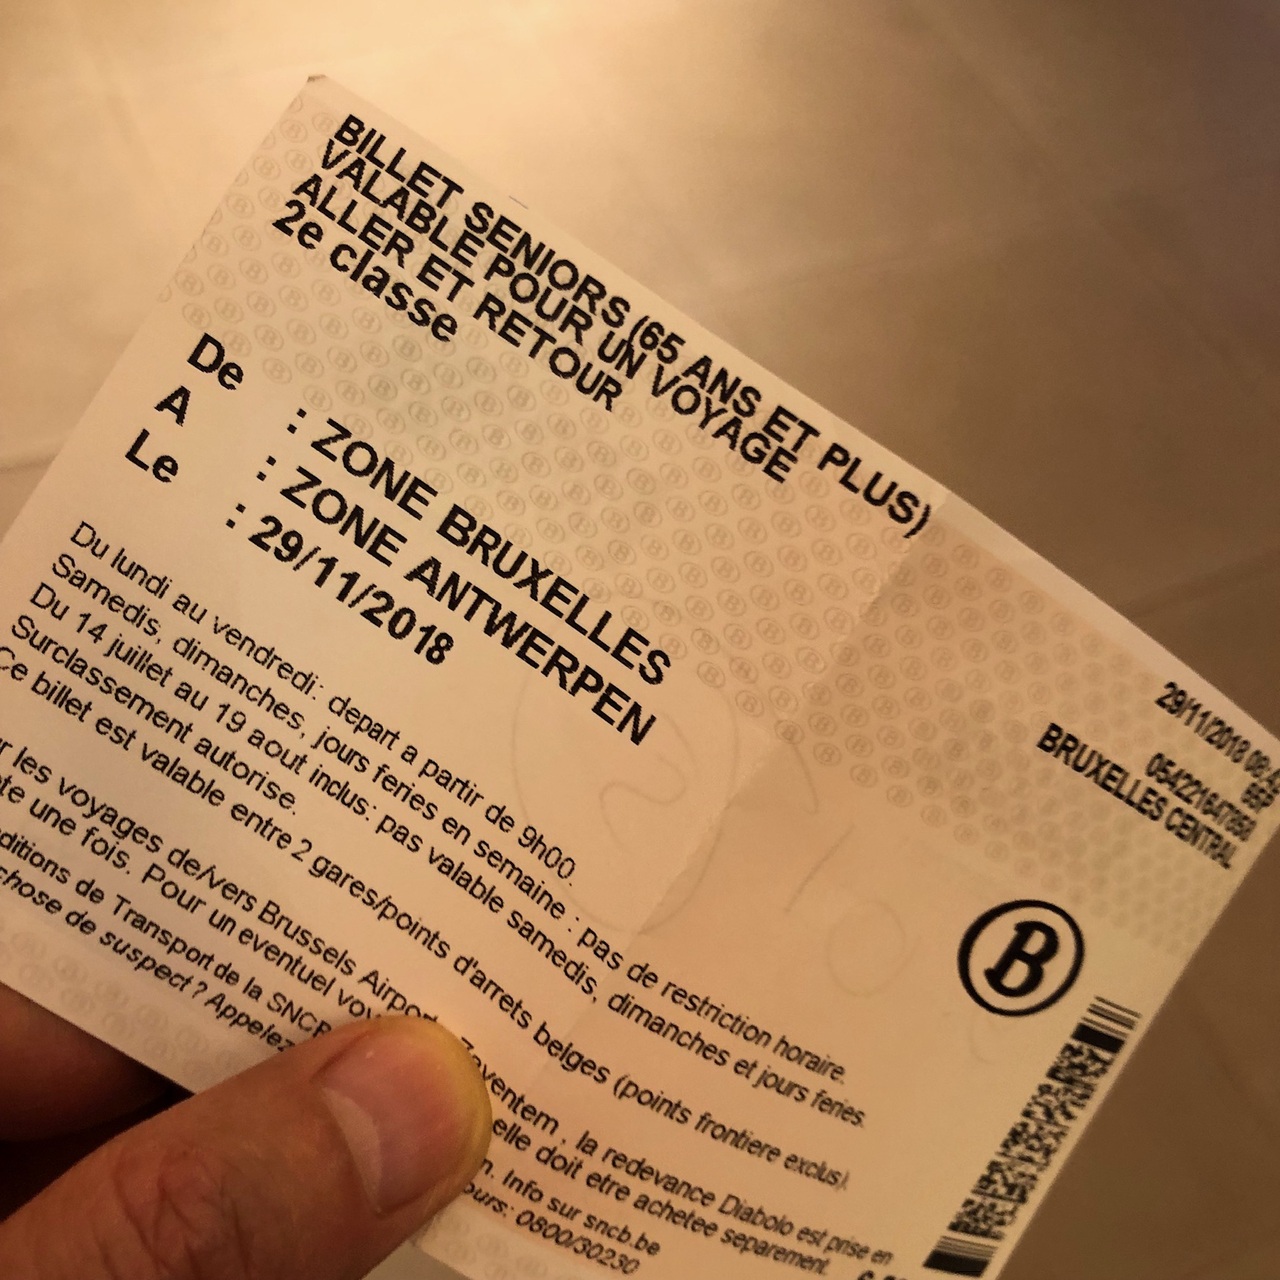 BILLET SENIORS (65 ANS ET PLUS)
VALABLE POUR UN VOYAGE
ALLER ET RETOUR
2e classe
De : ZONE BRUXELLES
A : ZONE ANTWERPEN
Le : 29/11/2018
Du lundi au vendredi: depart a partir de 9h00.
Samedis, dimanches, jours feries en semaine : pas de restriction horaire.
Du 14 juillet au 19 aout inclus: pas valable samedis, dimanches et jours feries.
Surclassement autorise.
Ce billet est valable entre 2 gares/points d'arrets belges (points frontiere exclus).
les voyages de/vers Brussels Airport Zaventem, la redevance Diabolo est prise en
une fois. Pour un eventuel elle doit etre achetee separement.
de Transport de la SNCB Info sur sncb.be
chose de suspect ? Appelez 0800/30230
29/11/2018
BRUXELLES CENTRAL
B